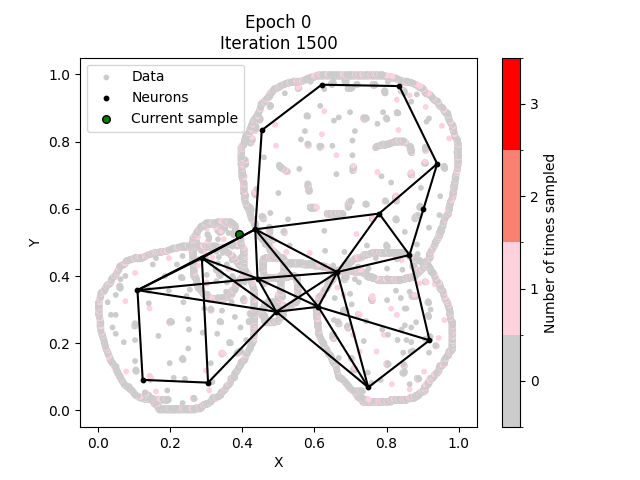 Epoch 0
Iteration 1500
Data
Neurons
Current sample
1.0
0.8
0.6
0.4
0.2
0.0
Y
0.0 0.2 0.4 0.6 0.8 1.0
X
3
2
1
0
Number of times sampled